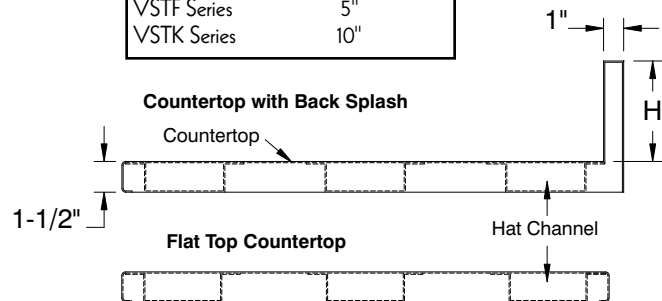 VSTF Series 5"
VSTK Series 10"
1"
Countertop with Back Splash
Countertop
H
1-1/2"
Hat Channel
Flat Top Countertop